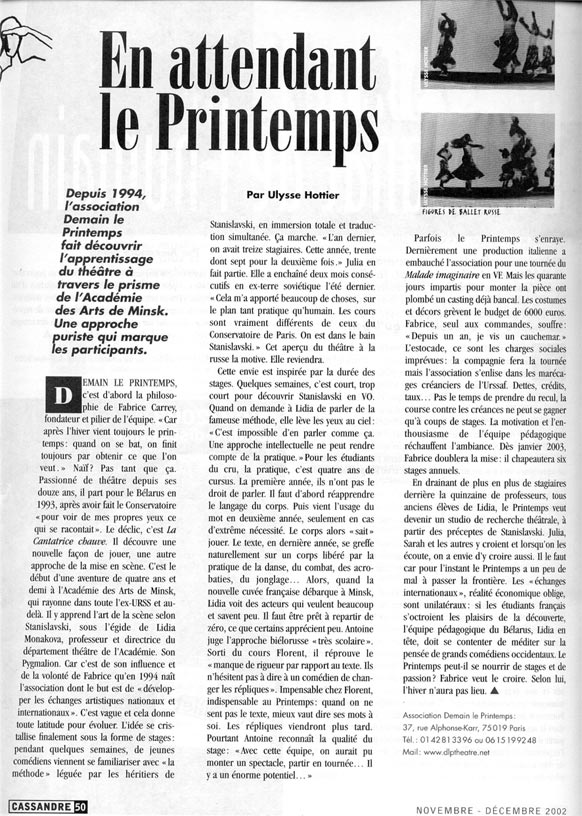 En attendant
le Printemps
ULYSSE HOTTIER
ULYSSE HOTTIER
FIGURES DE BALLET RUSSE
Depuis 1994,
l'association
Demain le
Printemps
fait découvrir
l'apprentissage
du théâtre à
travers le prisme
de l'Académie
des Arts de Minsk.
Une approche
puriste qui marque
les participants.
Par Ulysse Hottier
DEMAIN LE PRINTEMPS,
c'est d'abord la philoso-
phie de Fabrice Carrey,
fondateur et pilier de l'équipe. « Car
après l'hiver vient toujours le prin-
temps : quand on se bat, on finit
toujours par obtenir ce que l'on
veut. » Naïf ? Pas tant que ça.
Passionné de théâtre depuis ses
douze ans, il part pour le Bélarus en
1993, après avoir fait le Conservatoire
« pour voir de mes propres yeux ce
qui se racontait ». Le déclic, c'est La
Cantatrice chauve. Il découvre une
nouvelle façon de jouer, une autre
approche de la mise en scène. C'est le
début d'une aventure de quatre ans et
demi à l'Académie des Arts de Minsk,
qui rayonne dans toute l'ex-URSS et au-
delà. Il y apprend l'art de la scène selon
Stanislavski, sous l'égide de Lidia
Monakova, professeur et directrice du
département théâtre de l'Académie. Son
Pygmalion. Car c'est de son influence et
de la volonté de Fabrice qu'en 1994 naît
l'association dont le but est de « dévelop-
per les échanges artistiques nationaux et
internationaux ». C'est vague et cela donne
toute latitude pour évoluer. L'idée se cris-
tallise finalement sous la forme de stages :
pendant quelques semaines, de jeunes
comédiens viennent se familiariser avec « la
méthode » léguée par les héritiers de
Stanislavski, en immersion totale et traduc-
tion simultanée. Ça marche. « L'an dernier,
on avait treize stagiaires. Cette année, trente
dont sept pour la deuxième fois. » Julia en
fait partie. Elle a enchaîné deux mois consé-
cutifs en ex-terre soviétique l'été dernier.
« Cela m'a apporté beaucoup de choses, sur
le plan tant pratique qu'humain. Les cours
sont vraiment différents de ceux du
Conservatoire de Paris. On est dans le bain
Stanislavski. » Cet aperçu du théâtre à la
russe la motive. Elle reviendra.
Cette envie est inspirée par la durée des
stages. Quelques semaines, c'est court, trop
court pour découvrir Stanislavski en VO.
Quand on demande à Lidia de parler de la
fameuse méthode, elle lève les yeux au ciel :
« C'est impossible d'en parler comme ça.
Une approche intellectuelle ne peut rendre
compte de la pratique. » Pour les étudiants
du cru, la pratique, c'est quatre ans de
cursus. La première année, ils n'ont pas le
droit de parler. Il faut d'abord réapprendre
le langage du corps. Puis vient l'usage du
mot en deuxième année, seulement en cas
d'extrême nécessité. Le corps alors « sait »
jouer. Le texte, en dernière année, se greffe
naturellement sur un corps libéré par la
pratique de la danse, du combat, des acro-
baties, du jonglage… Alors, quand la
nouvelle cuvée française débarque à Minsk,
Lidia voit des acteurs qui veulent beaucoup
et savent peu. Il faut être prêt à repartir de
zéro, ce que certains apprécient peu. Antoine
juge l'approche biélorusse « très scolaire ».
Sorti du cours Florent, il réprouve le
« manque de rigueur par rapport au texte. Ils
n'hésitent pas à dire à un comédien de chan-
ger les répliques ». Impensable chez Florent,
indispensable au Printemps : quand on ne
sent pas le texte, mieux vaut dire ses mots à
soi. Les répliques viendront plus tard.
Pourtant Antoine reconnaît la qualité du
stage : « Avec cette équipe, on aurait pu
monter un spectacle, partir en tournée… Il
y a un énorme potentiel… »
Parfois le Printemps s'enraye.
Dernièrement une production italienne a
embauché l'association pour une tournée du
Malade imaginaire en VF. Mais les quarante
jours impartis pour monter la pièce ont
plombé un casting déjà bancal. Les costumes
et décors grèvent le budget de 6000 euros.
Fabrice, seul aux commandes, souffre :
« Depuis un an, je vis un cauchemar. »
L'estocade, ce sont les charges sociales
imprévues : la compagnie fera la tournée
mais l'association s'enlise dans les maréca-
ges créanciers de l'Urssaf. Dettes, crédits,
taux… Pas le temps de prendre du recul, la
course contre les créances ne peut se gagner
qu'à coups de stages. La motivation et l'en-
thousiasme de l'équipe pédagogique
réchauffent l'ambiance. Dès janvier 2003,
Fabrice doublera la mise : il chapeautera six
stages annuels.
En drainant de plus en plus de stagiaires
derrière la quinzaine de professeurs, tous
anciens élèves de Lidia, le Printemps veut
devenir un studio de recherche théâtrale, à
partir des préceptes de Stanislavski. Julia,
Sarah et les autres y croient et lorsqu'on les
écoute, on a envie d'y croire aussi. Il le faut
car pour l'instant le Printemps a un peu de
mal à passer la frontière. Les « échanges
internationaux », réalité économique oblige,
sont unilatéraux : si les étudiants français
s'octroient les plaisirs de la découverte,
l'équipe pédagogique du Bélarus, Lidia en
tête, doit se contenter de méditer sur la
pensée de grands comédiens occidentaux. Le
Printemps peut-il se nourrir de stages et de
passion ? Fabrice veut le croire. Selon lui,
l'hiver n'aura pas lieu. ▲
Association Demain le Printemps :
37, rue Alphonse-Karr, 75019 Paris
Tél. : 01 42 81 33 96 ou 06 15 19 92 48
Mail : www.dlptheatre.net
CASSANDRE 50
NOVEMBRE - DÉCEMBRE 2002